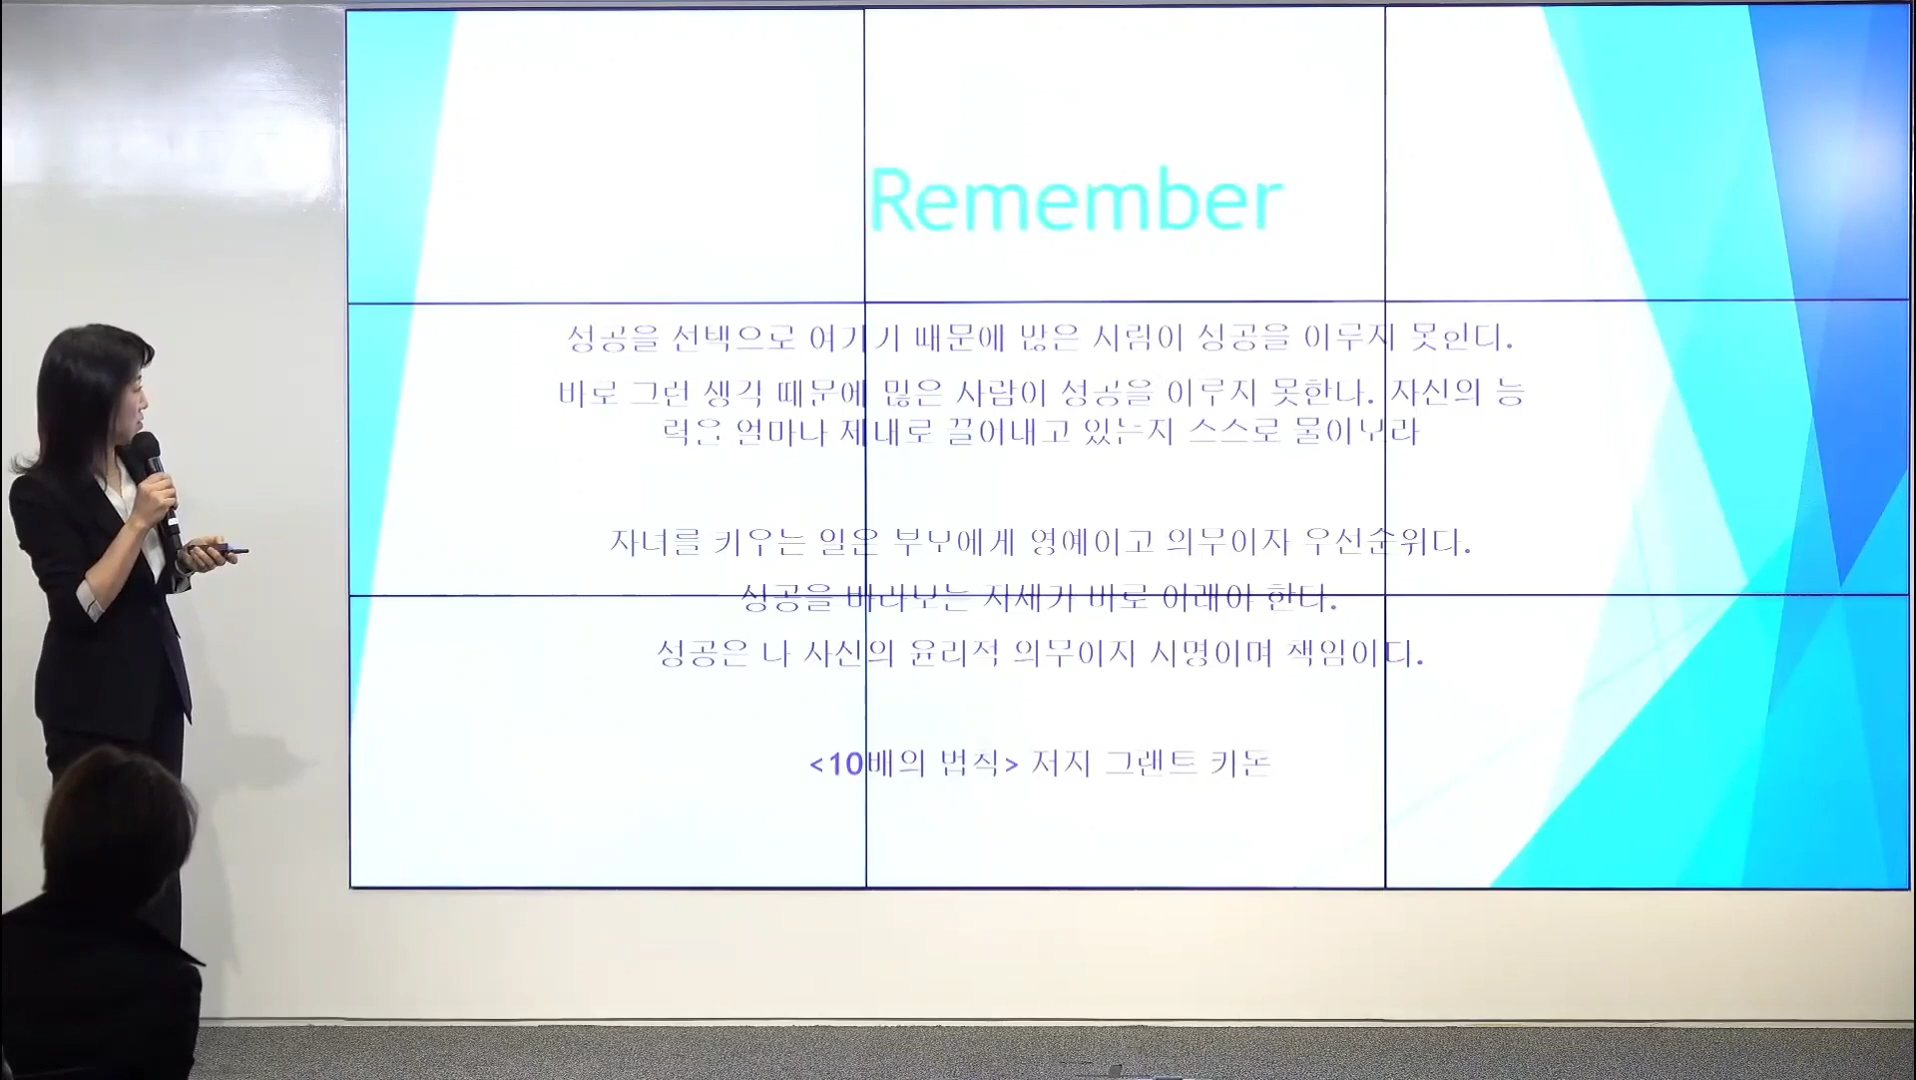 Remember
성공을 선택으로 여기기 때문에 많은 사람이 성공을 이루지 못한다.
바로 그런 생각 때문에 많은 사람이 성공을 이루지 못한다. 자신의 능
력은 얼마나 제대로 끌어내고 있는지 스스로 물어보라
자녀를 키우는 일은 부모에게 명예이고 의무이자 우선순위다.
성공을 바라보는 자세가 바로 이래야 한다.
성공은 나 자신의 윤리적 의무이자 사명이며 책임이다.
<10배의 법칙> 저자 그랜트 카돈